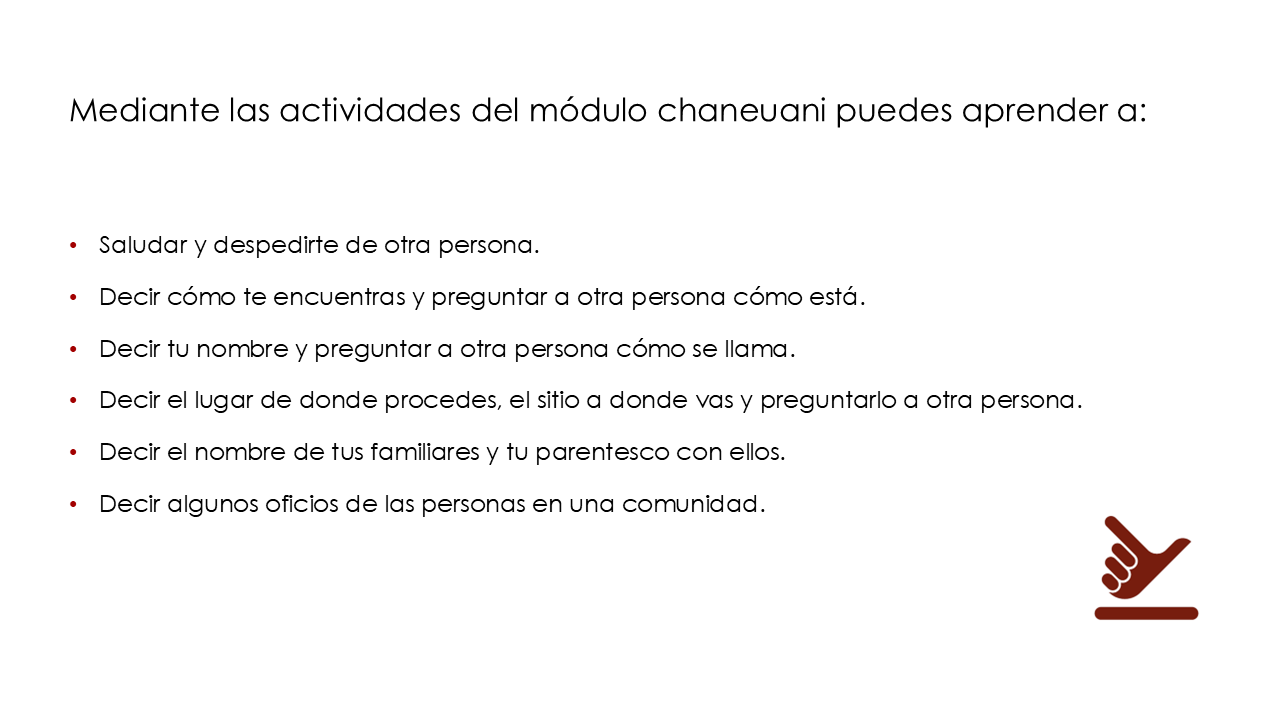 Mediante las actividades del módulo chaneuani puedes aprender a:
• Saludar y despedirte de otra persona.
• Decir cómo te encuentras y preguntar a otra persona cómo está.
• Decir tu nombre y preguntar a otra persona cómo se llama.
• Decir el lugar de donde procedes, el sitio a donde vas y preguntarlo a otra persona.
• Decir el nombre de tus familiares y tu parentesco con ellos.
• Decir algunos oficios de las personas en una comunidad.